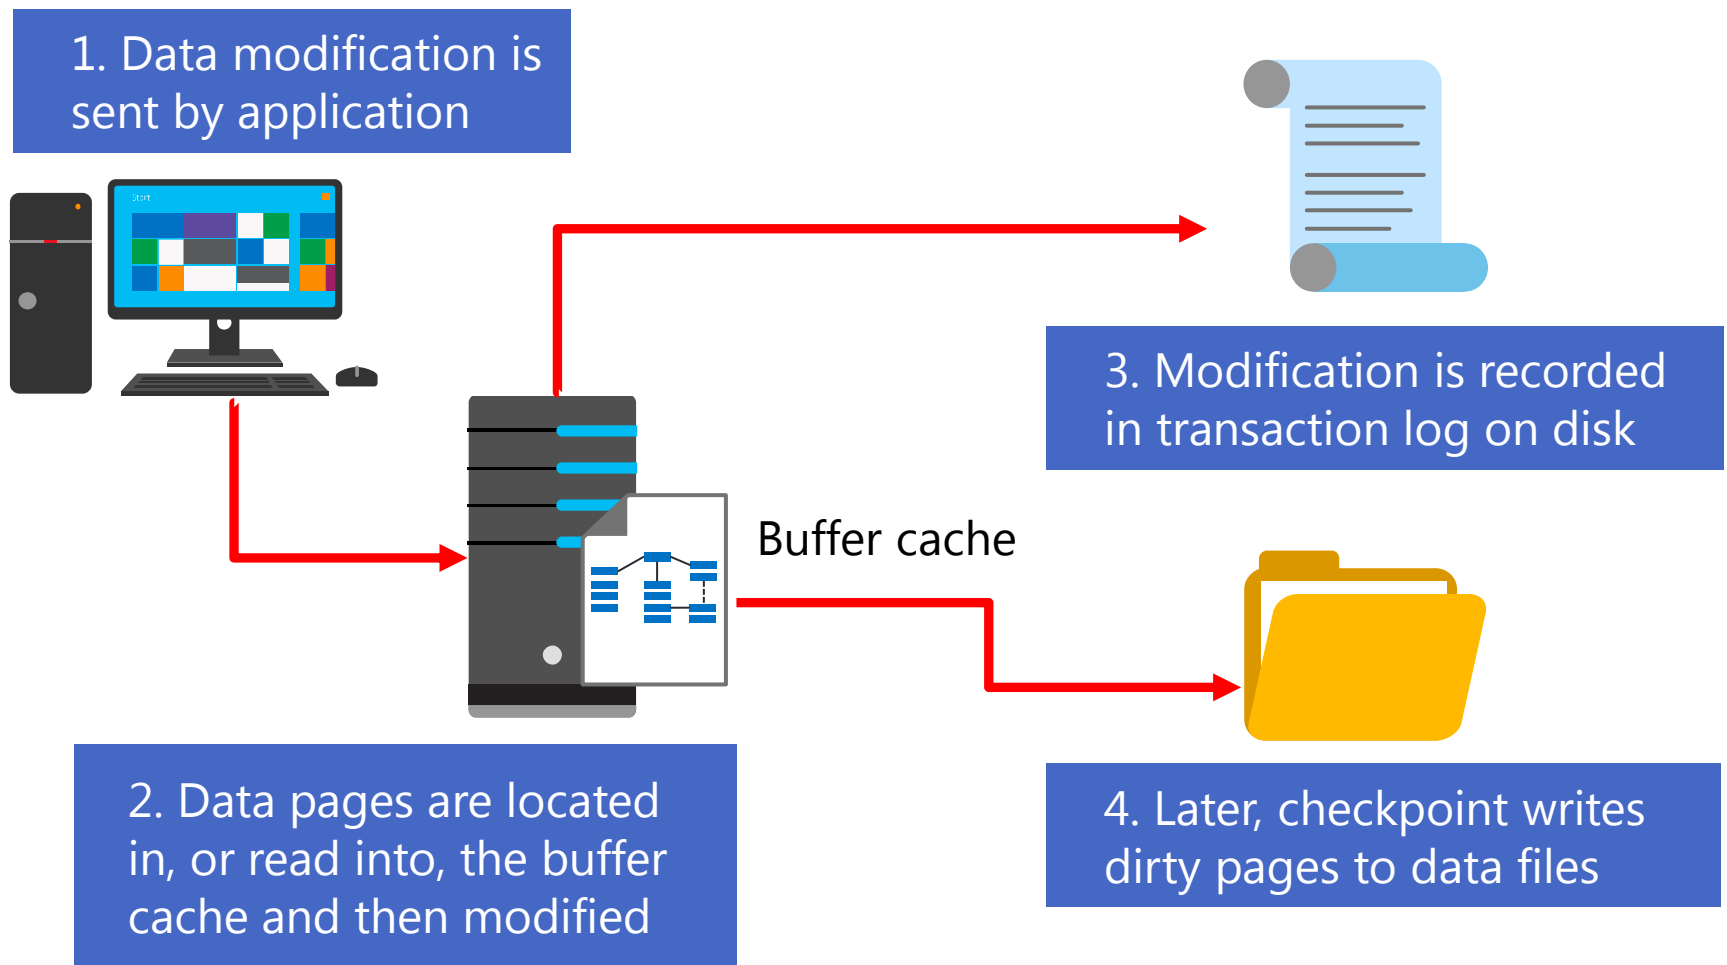 1. Data modification is
sent by application
Start
3. Modification is recorded
in transaction log on disk
Buffer cache
2. Data pages are located
in, or read into, the buffer
cache and then modified
4. Later, checkpoint writes
dirty pages to data files